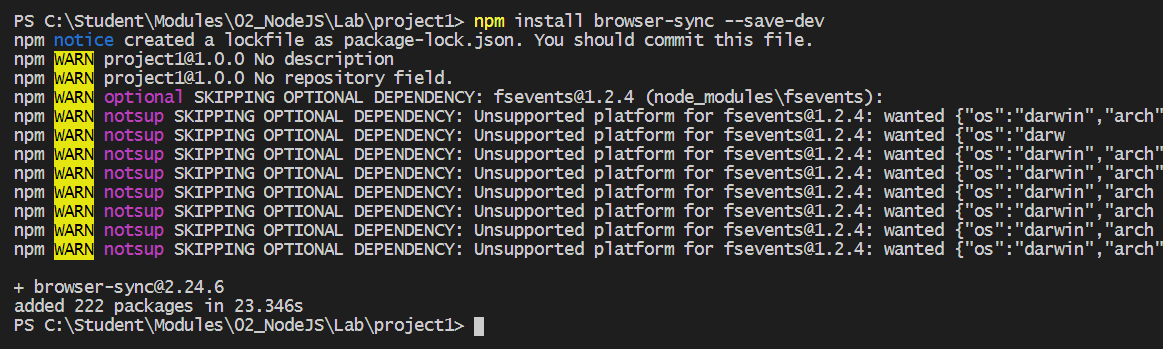 PS C:\Student\Modules\02_NodeJS\Lab\project1> npm install browser-sync --save-dev
npm notice created a lockfile as package-lock.json. You should commit this file.
npm WARN project1@1.0.0 No description
npm WARN project1@1.0.0 No repository field.
npm WARN optional SKIPPING OPTIONAL DEPENDENCY: fsevents@1.2.4 (node_modules\fsevents):
npm WARN notsup SKIPPING OPTIONAL DEPENDENCY: Unsupported platform for fsevents@1.2.4: wanted {"os":"darwin","arch"
npm WARN notsup SKIPPING OPTIONAL DEPENDENCY: Unsupported platform for fsevents@1.2.4: wanted {"os":"darw
npm WARN notsup SKIPPING OPTIONAL DEPENDENCY: Unsupported platform for fsevents@1.2.4: wanted {"os":"darwin","arch"
npm WARN notsup SKIPPING OPTIONAL DEPENDENCY: Unsupported platform for fsevents@1.2.4: wanted {"os":"darwin","arch"
npm WARN notsup SKIPPING OPTIONAL DEPENDENCY: Unsupported platform for fsevents@1.2.4: wanted {"os":"darwin","arch
npm WARN notsup SKIPPING OPTIONAL DEPENDENCY: Unsupported platform for fsevents@1.2.4: wanted {"os":"darwin","arch
npm WARN notsup SKIPPING OPTIONAL DEPENDENCY: Unsupported platform for fsevents@1.2.4: wanted {"os":"darwin","arch
npm WARN notsup SKIPPING OPTIONAL DEPENDENCY: Unsupported platform for fsevents@1.2.4: wanted {"os":"darwin","arch"
+ browser-sync@2.24.6
added 222 packages in 23.346s
PS C:\Student\Modules\02_NodeJS\Lab\project1>